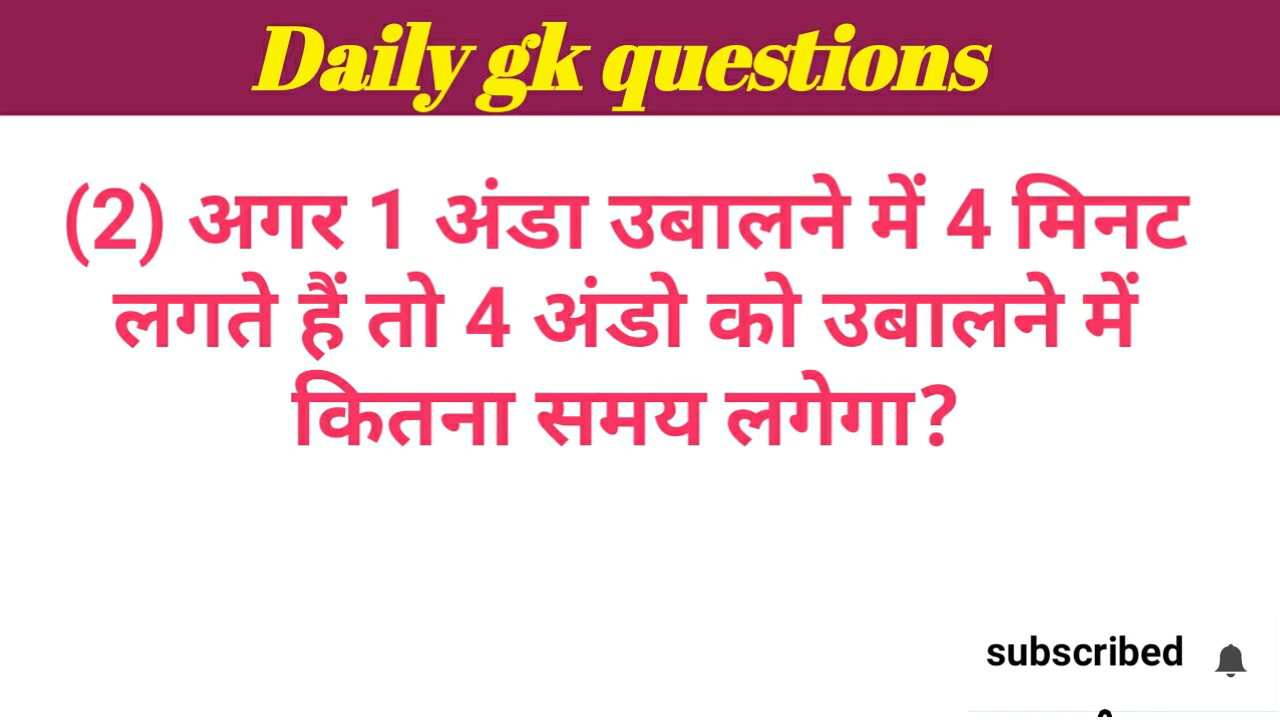 Daily gk questions
(2) अगर 1 अंडा उबालने में 4 मिनट
लगते हैं तो 4 अंडो को उबालने में
कितना समय लगेगा?
subscribed